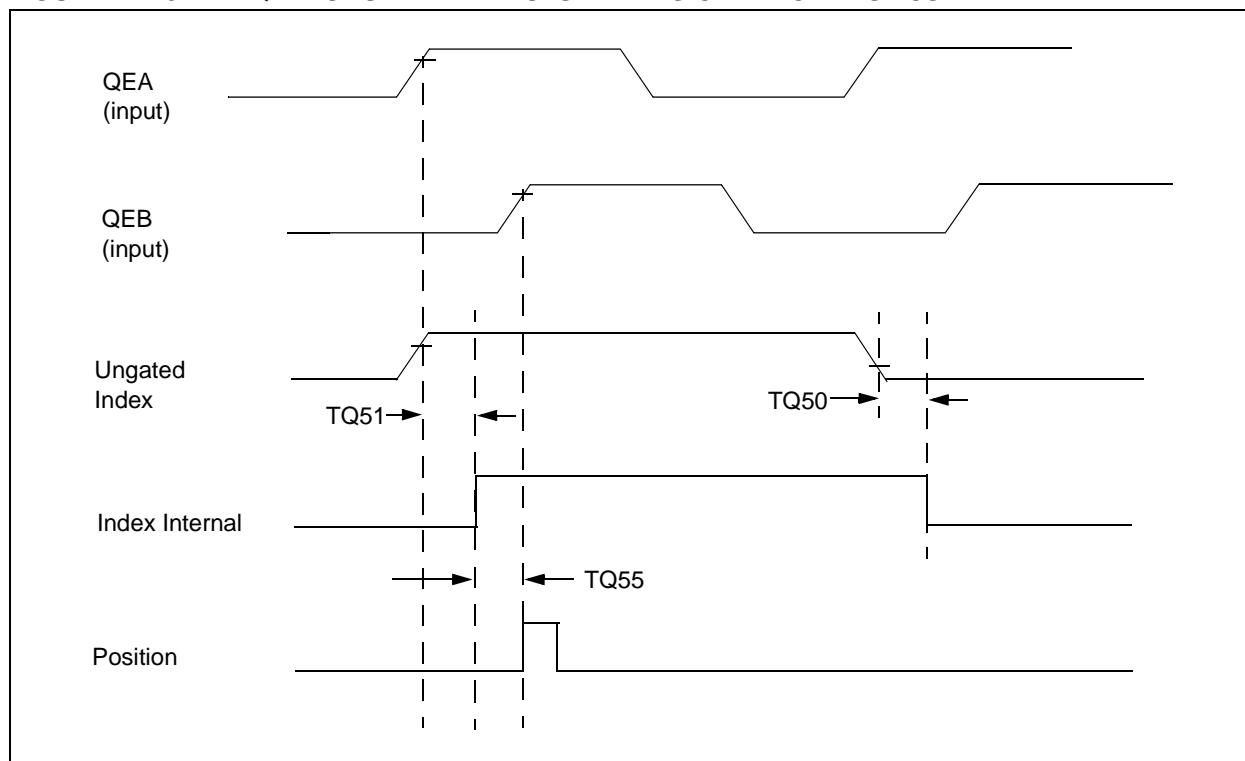 QEA
(input)
QEB
(input)
Ungated
Index
TQ51
TQ50
Index Internal
TQ55
Position